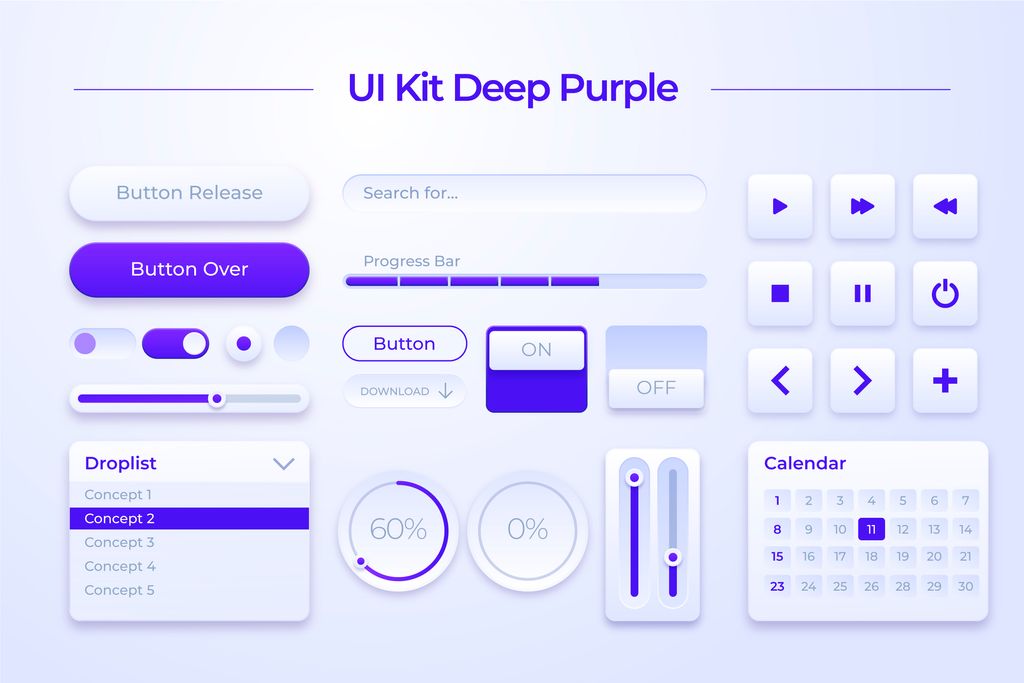 UI Kit Deep Purple
Button Release
Search for...
Button Over
Progress Bar
Button
DOWNLOAD
ON
OFF
Droplist
Concept 1
Concept 2
Concept 3
Concept 4
Concept 5
60%
0%
Calendar
1 2 3 4 5 6 7
8 9 10 11 12 13 14
15 16 17 18 19 20 21
23 24 25 26 28 29 30